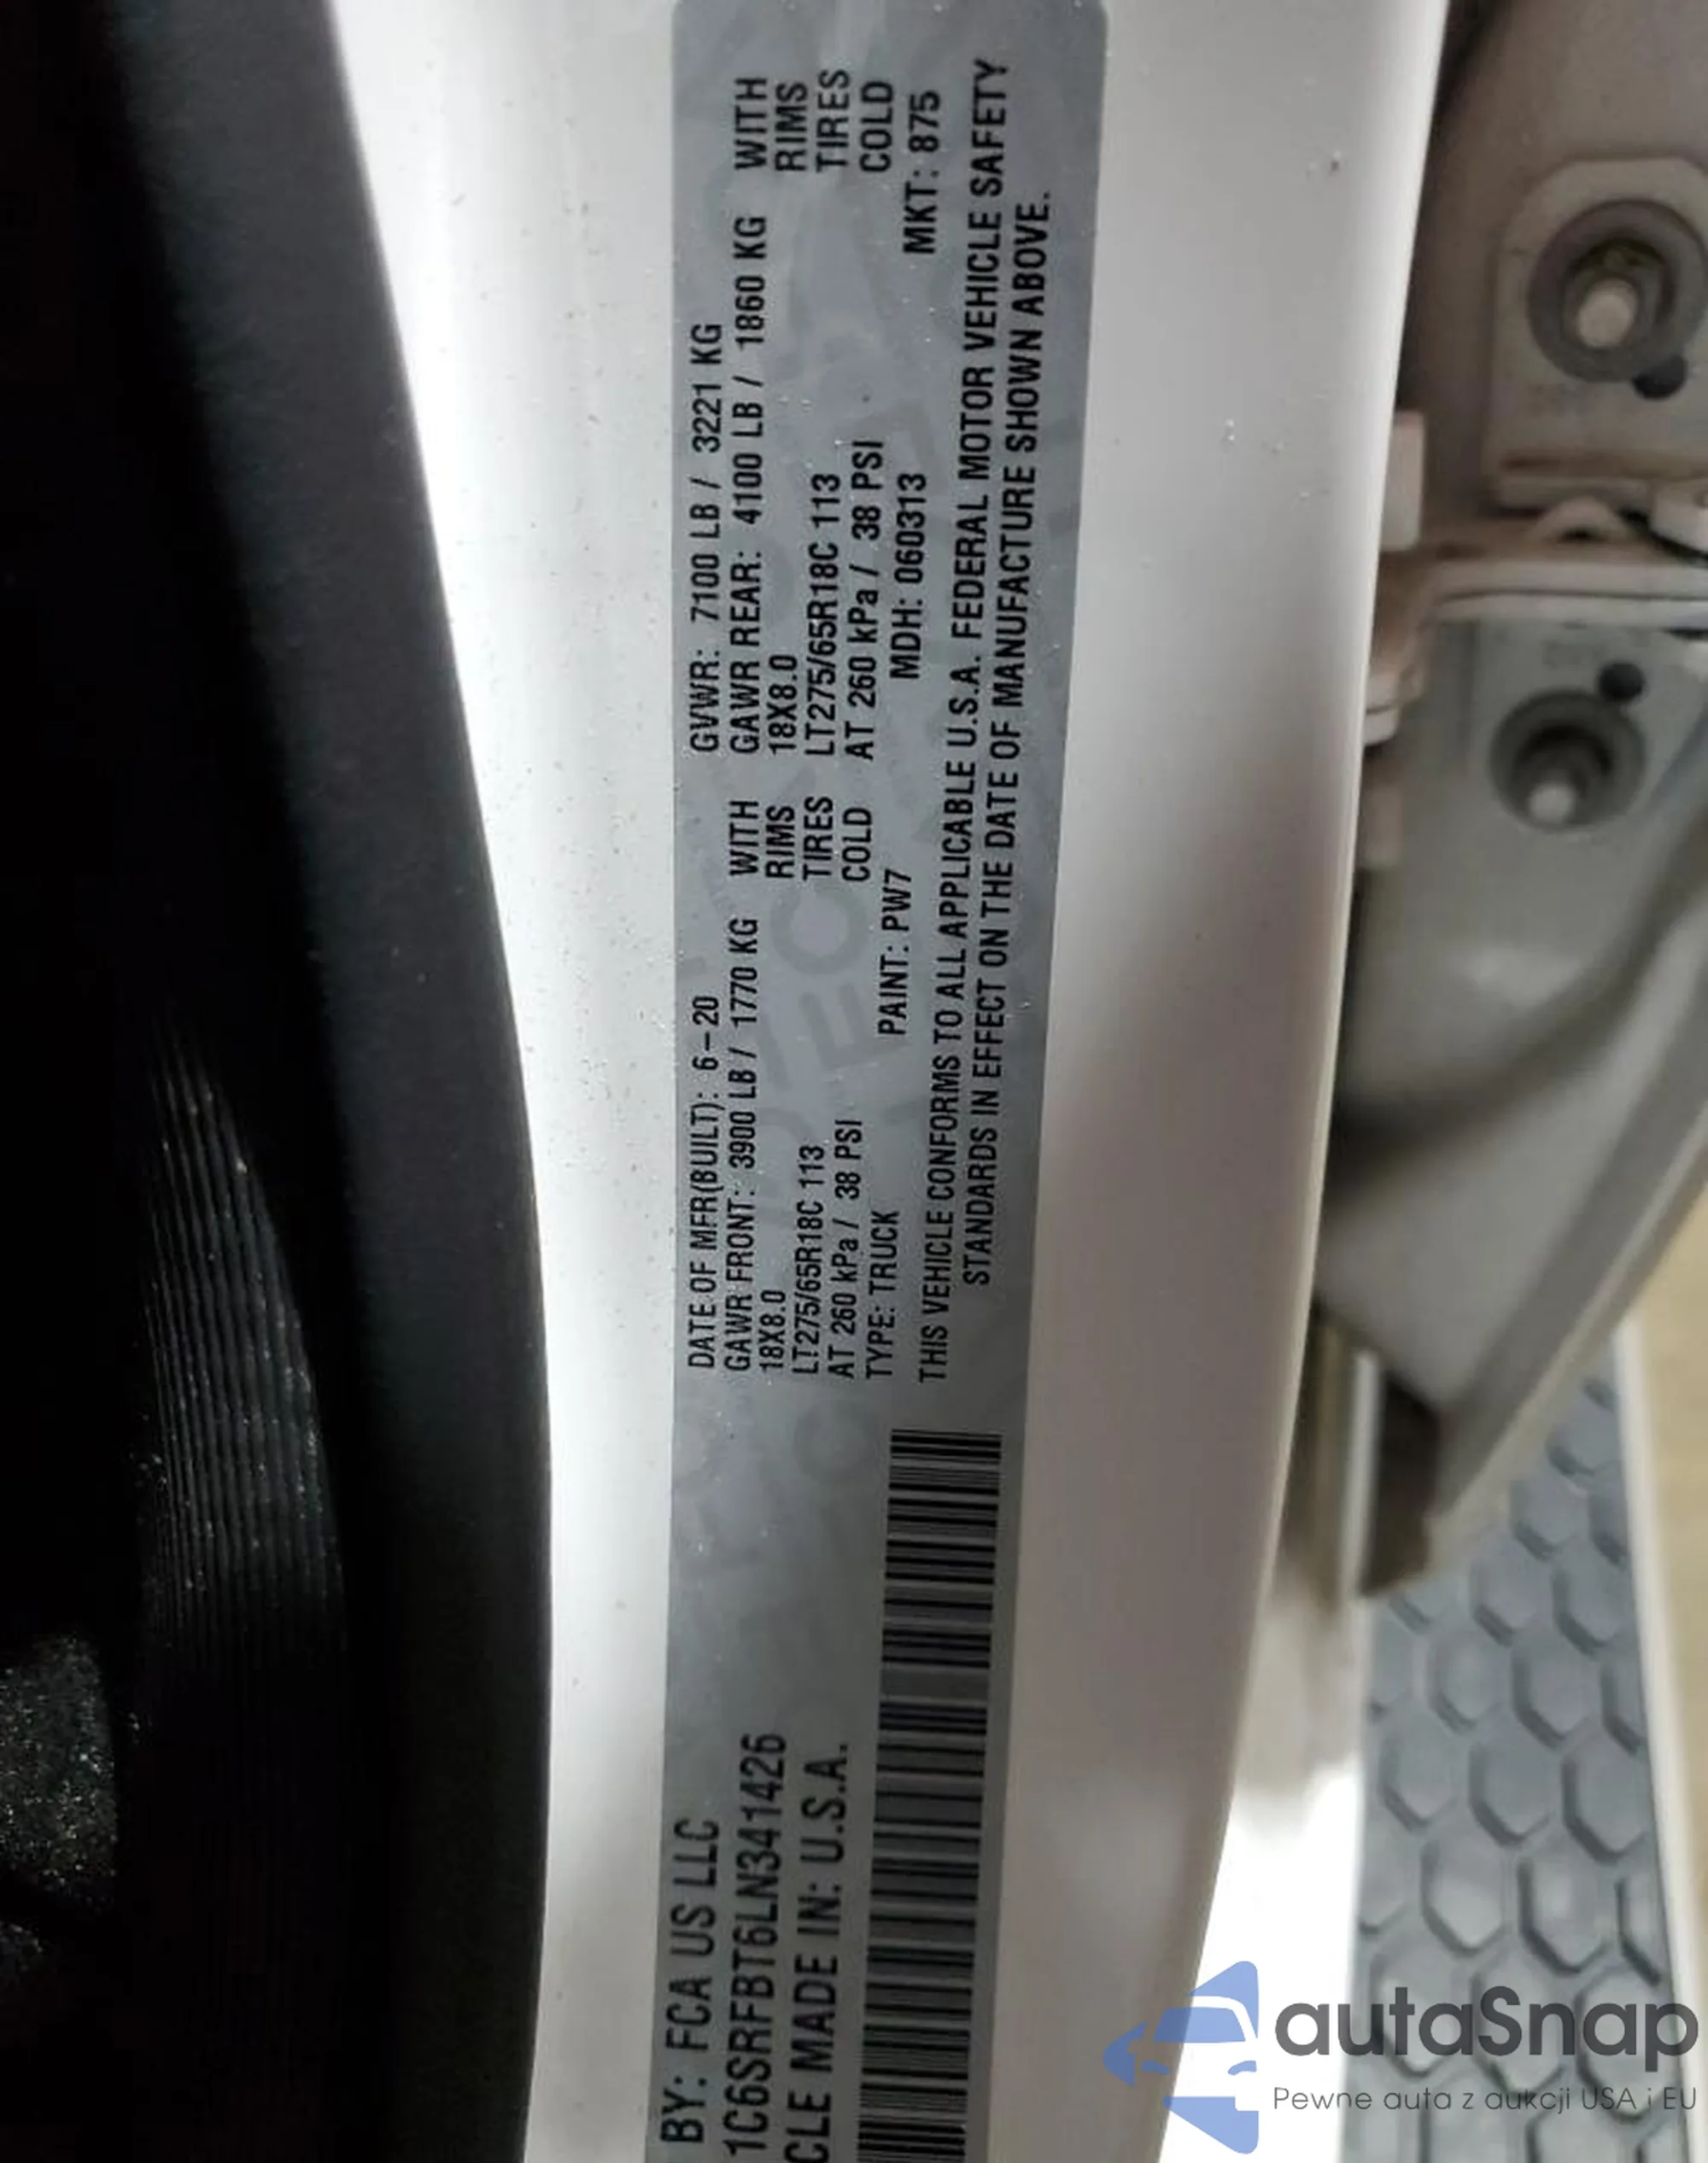 BY: FCA US LLC
1C6SRFBT6LN341426
CLE MADE IN: U.S.A.
DATE OF MFR(BUILT): 6-20 GVWR: 7100 LB / 3221 KG
GAWR FRONT: 3900 LB / 1770 KG WITH GAWR REAR: 4100 LB / 1860 KG WITH
18X8.0 RIMS 18X8.0 RIMS
LT275/65R18C 113 TIRES LT275/65R18C 113 TIRES
AT 260 kPa / 38 PSI COLD AT 260 kPa / 38 PSI COLD
TYPE: TRUCK PAINT: PW7 MDH: 060313 MKT: 875
THIS VEHICLE CONFORMS TO ALL APPLICABLE U.S.A. FEDERAL MOTOR VEHICLE SAFETY
STANDARDS IN EFFECT ON THE DATE OF MANUFACTURE SHOWN ABOVE.
autaSnap
Pewne auta z aukcji USA i EU